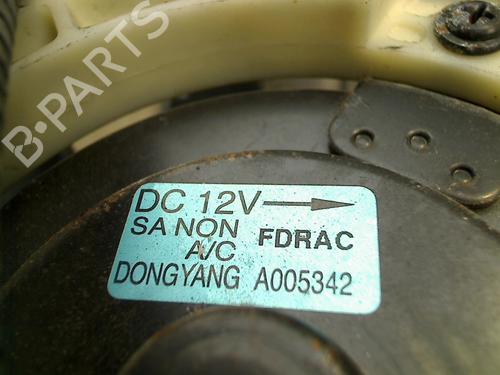 B-PARTS
DC 12V
SA NON FDRAC
A/C
DONGYANG A005342